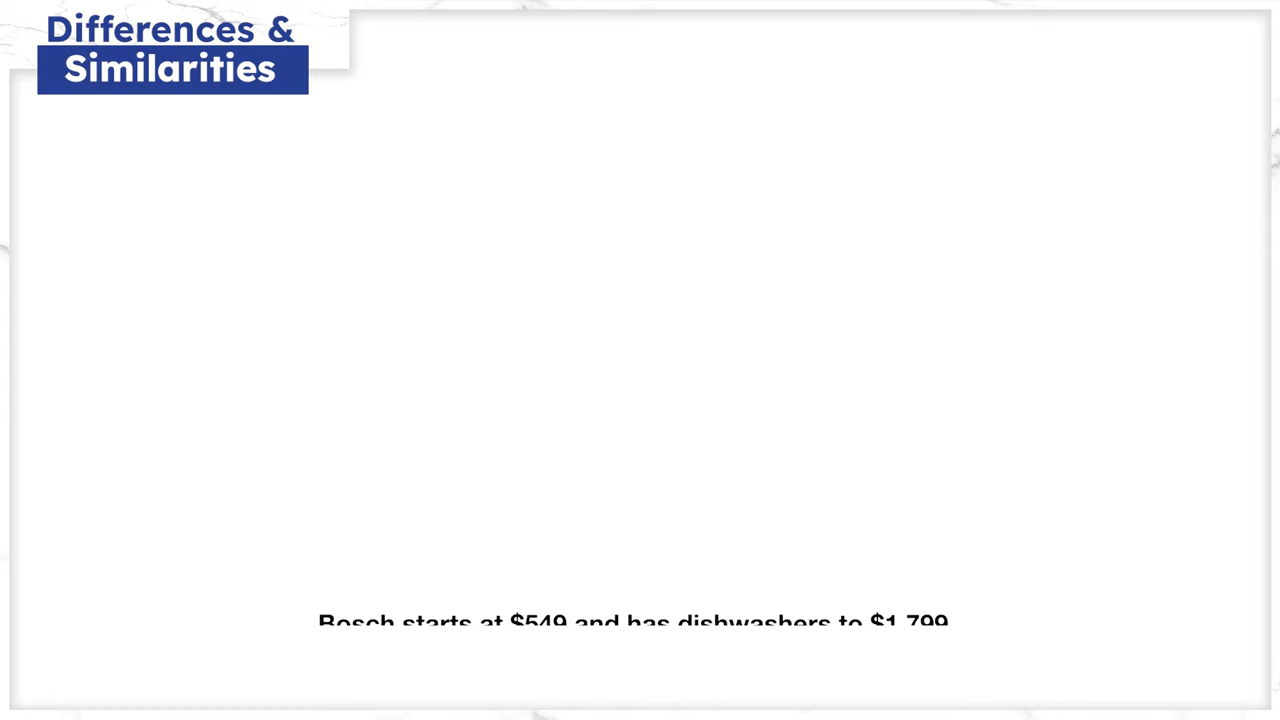 Differences &
Similarities
Bosch starts at $549 and has dishwashers to $1,799